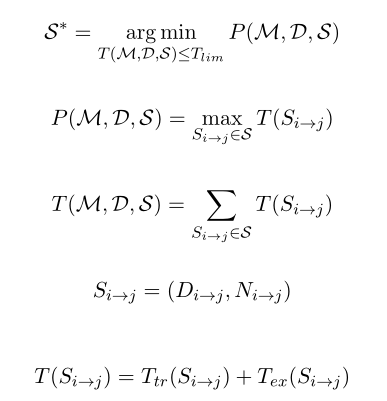 𝒮* = arg min_{T(ℳ,𝒟,𝒮)≤T_{lim}} P(ℳ, 𝒟, 𝒮)
P(ℳ, 𝒟, 𝒮) = max_{S_{i→j}∈𝒮} T(S_{i→j})
T(ℳ, 𝒟, 𝒮) = ∑_{S_{i→j}∈𝒮} T(S_{i→j})
S_{i→j} = (D_{i→j}, N_{i→j})
T(S_{i→j}) = T_{tr}(S_{i→j}) + T_{ex}(S_{i→j})